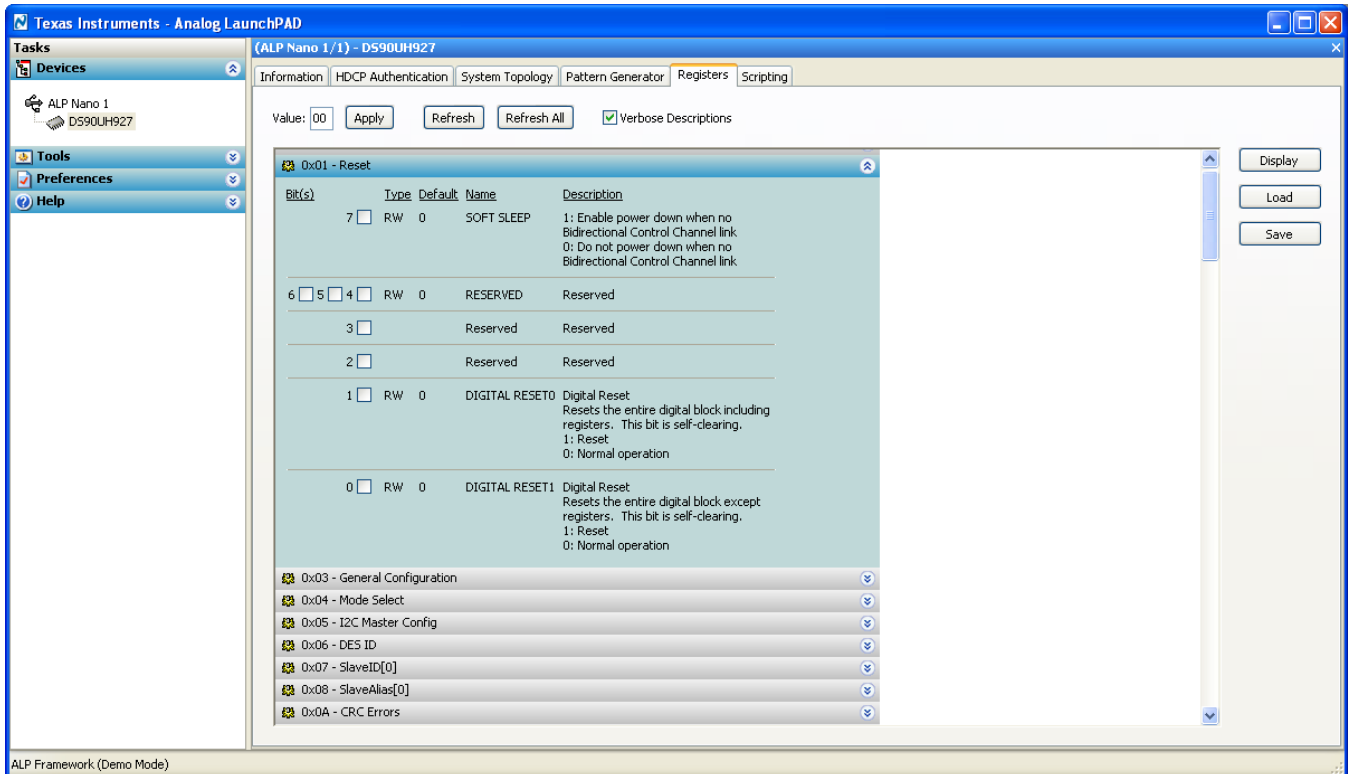 Texas Instruments - Analog LaunchPAD
Tasks
(ALP Nano 1/1) - DS90UH927
Devices
ALP Nano 1
DS90UH927
Tools
Preferences
Help
Information HDCP Authentication System Topology Pattern Generator Registers Scripting
Value: 00 Apply Refresh Refresh All Verbose Descriptions
0x01 - Reset
Bit(s) Type Default Name Description
7 RW 0 SOFT SLEEP 1: Enable power down when no
Bidirectional Control Channel link
0: Do not power down when no
Bidirectional Control Channel link
6 5 4 RW 0 RESERVED Reserved
3 Reserved Reserved
2 Reserved Reserved
1 RW 0 DIGITAL RESET0 Digital Reset
Resets the entire digital block including
registers. This bit is self-clearing.
1: Reset
0: Normal operation
0 RW 0 DIGITAL RESET1 Digital Reset
Resets the entire digital block except
registers. This bit is self-clearing.
1: Reset
0: Normal operation
0x03 - General Configuration
0x04 - Mode Select
0x05 - I2C Master Config
0x06 - DES ID
0x07 - SlaveID[0]
0x08 - SlaveAlias[0]
0x0A - CRC Errors
Display
Load
Save
ALP Framework (Demo Mode)